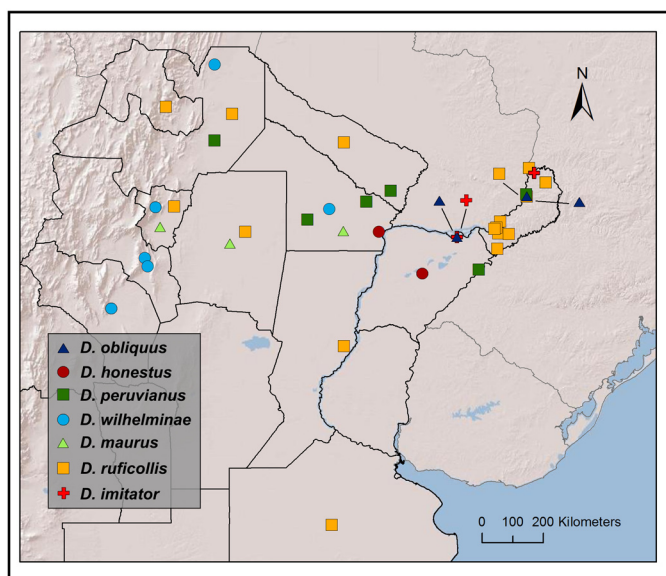 N
D. obliquus
D. honestus
D. peruvianus
D. wilhelminae
D. maurus
D. ruficollis
D. imitator
0 100 200 Kilometers